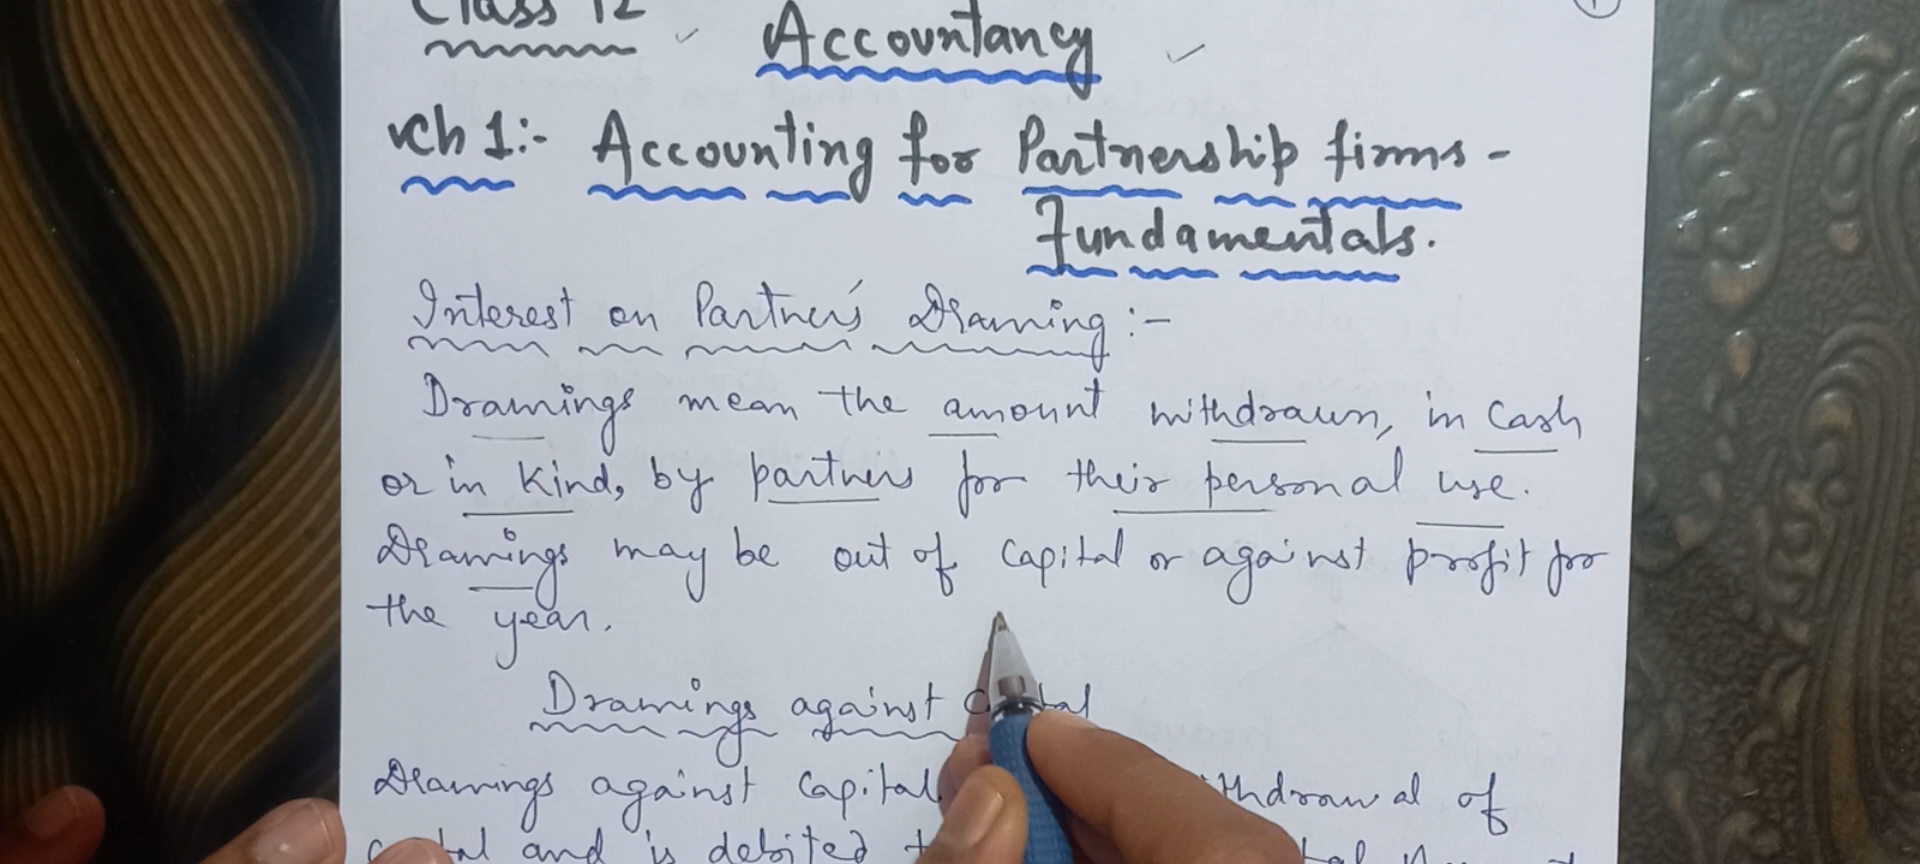 Class 12
Accountancy
Ch 1:- Accounting for Partnership firms -
Fundamentals.
Interest on Partner's Drawing :-
Drawings mean the amount withdrawn, in Cash
or in Kind, by partners for their personal use.
Drawings may be out of Capital or against profit for
the year.
Drawings against
Drawings against Capital
and is debited